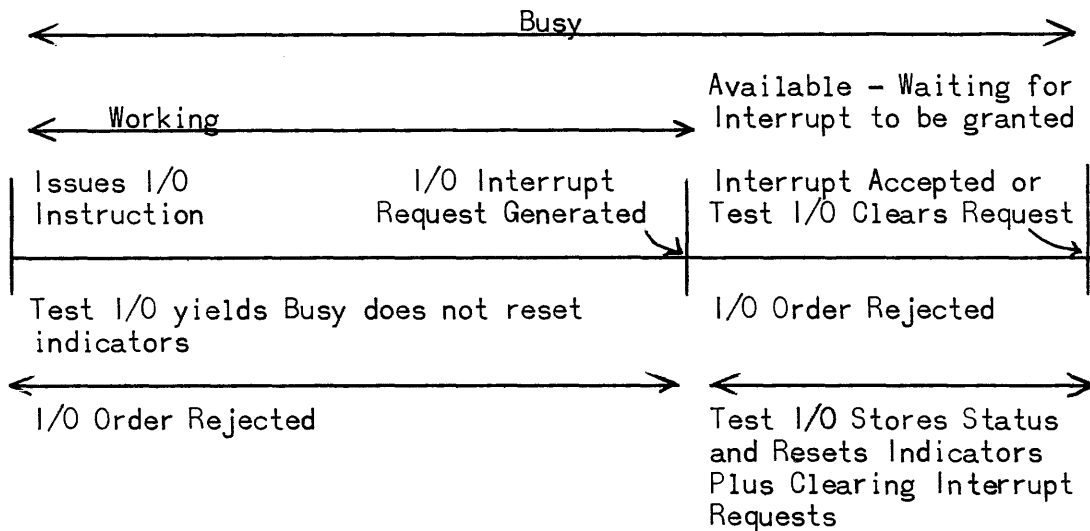 Busy
Available - Waiting for
Interrupt to be granted
Working
Issues I/O
Instruction
I/O Interrupt
Request Generated
Interrupt Accepted or
Test I/O Clears Request
Test I/O yields Busy does not reset
indicators
I/O Order Rejected
I/O Order Rejected
Test I/O Stores Status
and Resets Indicators
Plus Clearing Interrupt
Requests